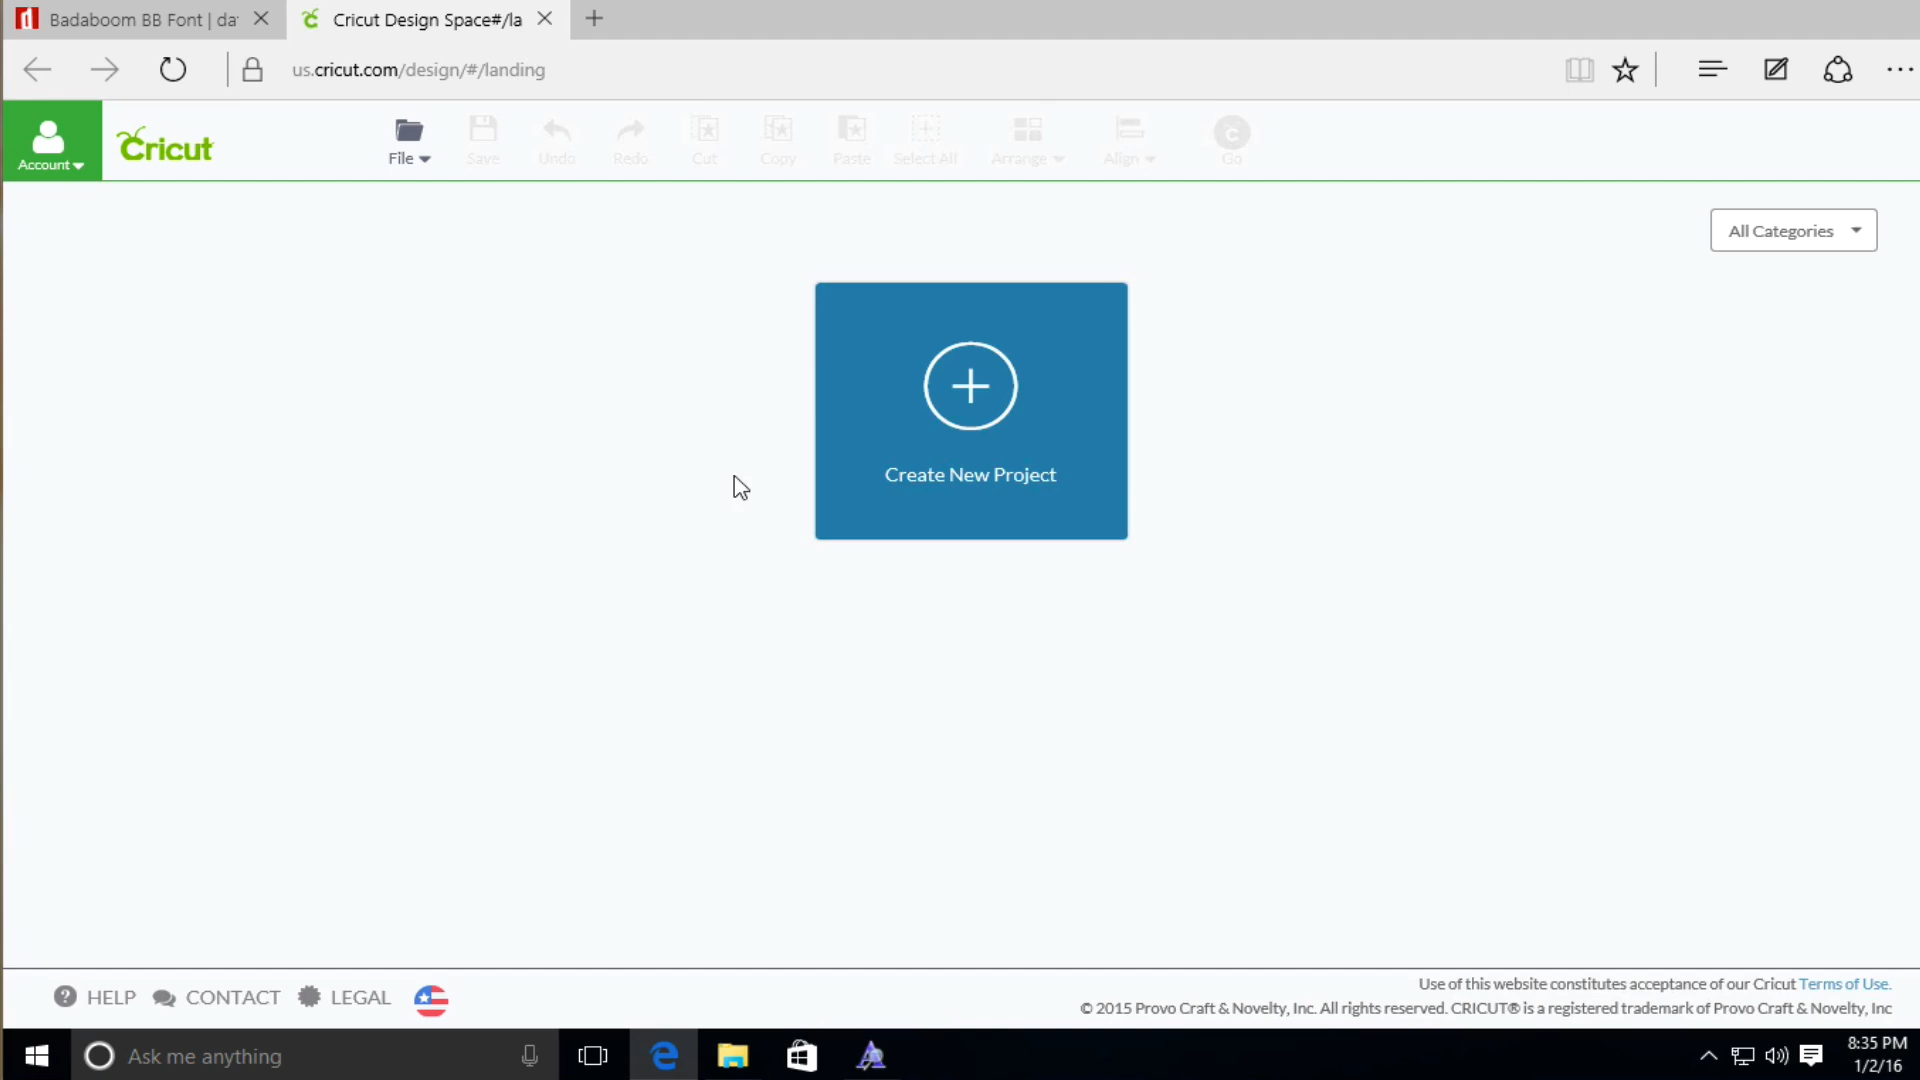 Badaboom BB Font | da
Cricut Design Space#/la
us.cricut.com/design/#/landing
Account
Cricut
File
Save
Undo
Redo
Cut
Copy
Paste
Select All
Arrange
Align
Go
All Categories
Create New Project
HELP
CONTACT
LEGAL
Use of this website constitutes acceptance of our Cricut Terms of Use.
© 2015 Provo Craft & Novelty, Inc. All rights reserved. CRICUT® is a registered trademark of Provo Craft & Novelty, Inc
Ask me anything
8:35 PM
1/2/16